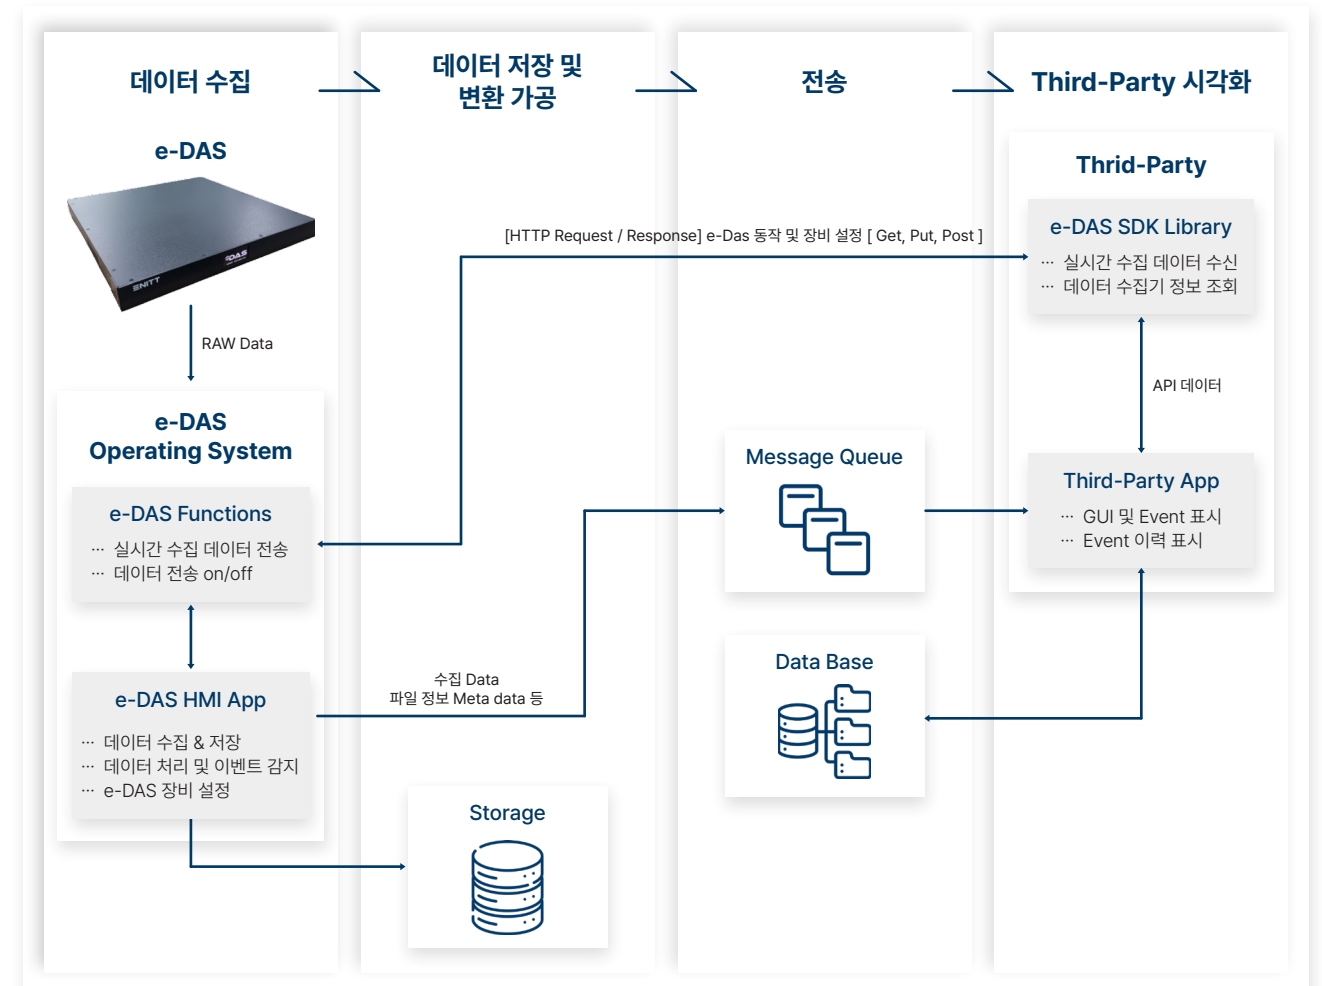 데이터 수집
데이터 저장 및
변환 가공
전송
Third-Party 시각화
e-DAS
eDAS
ENITT
RAW Data
e-DAS
Operating System
e-DAS Functions
··· 실시간 수집 데이터 전송
··· 데이터 전송 on/off
e-DAS HMI App
··· 데이터 수집 & 저장
··· 데이터 처리 및 이벤트 감지
··· e-DAS 장비 설정
수집 Data
파일 정보 Meta data 등
Storage
[HTTP Request / Response] e-Das 동작 및 장비 설정 [ Get, Put, Post ]
Message Queue
Data Base
Thrid-Party
e-DAS SDK Library
··· 실시간 수집 데이터 수신
··· 데이터 수집기 정보 조회
API 데이터
Third-Party App
··· GUI 및 Event 표시
··· Event 이력 표시